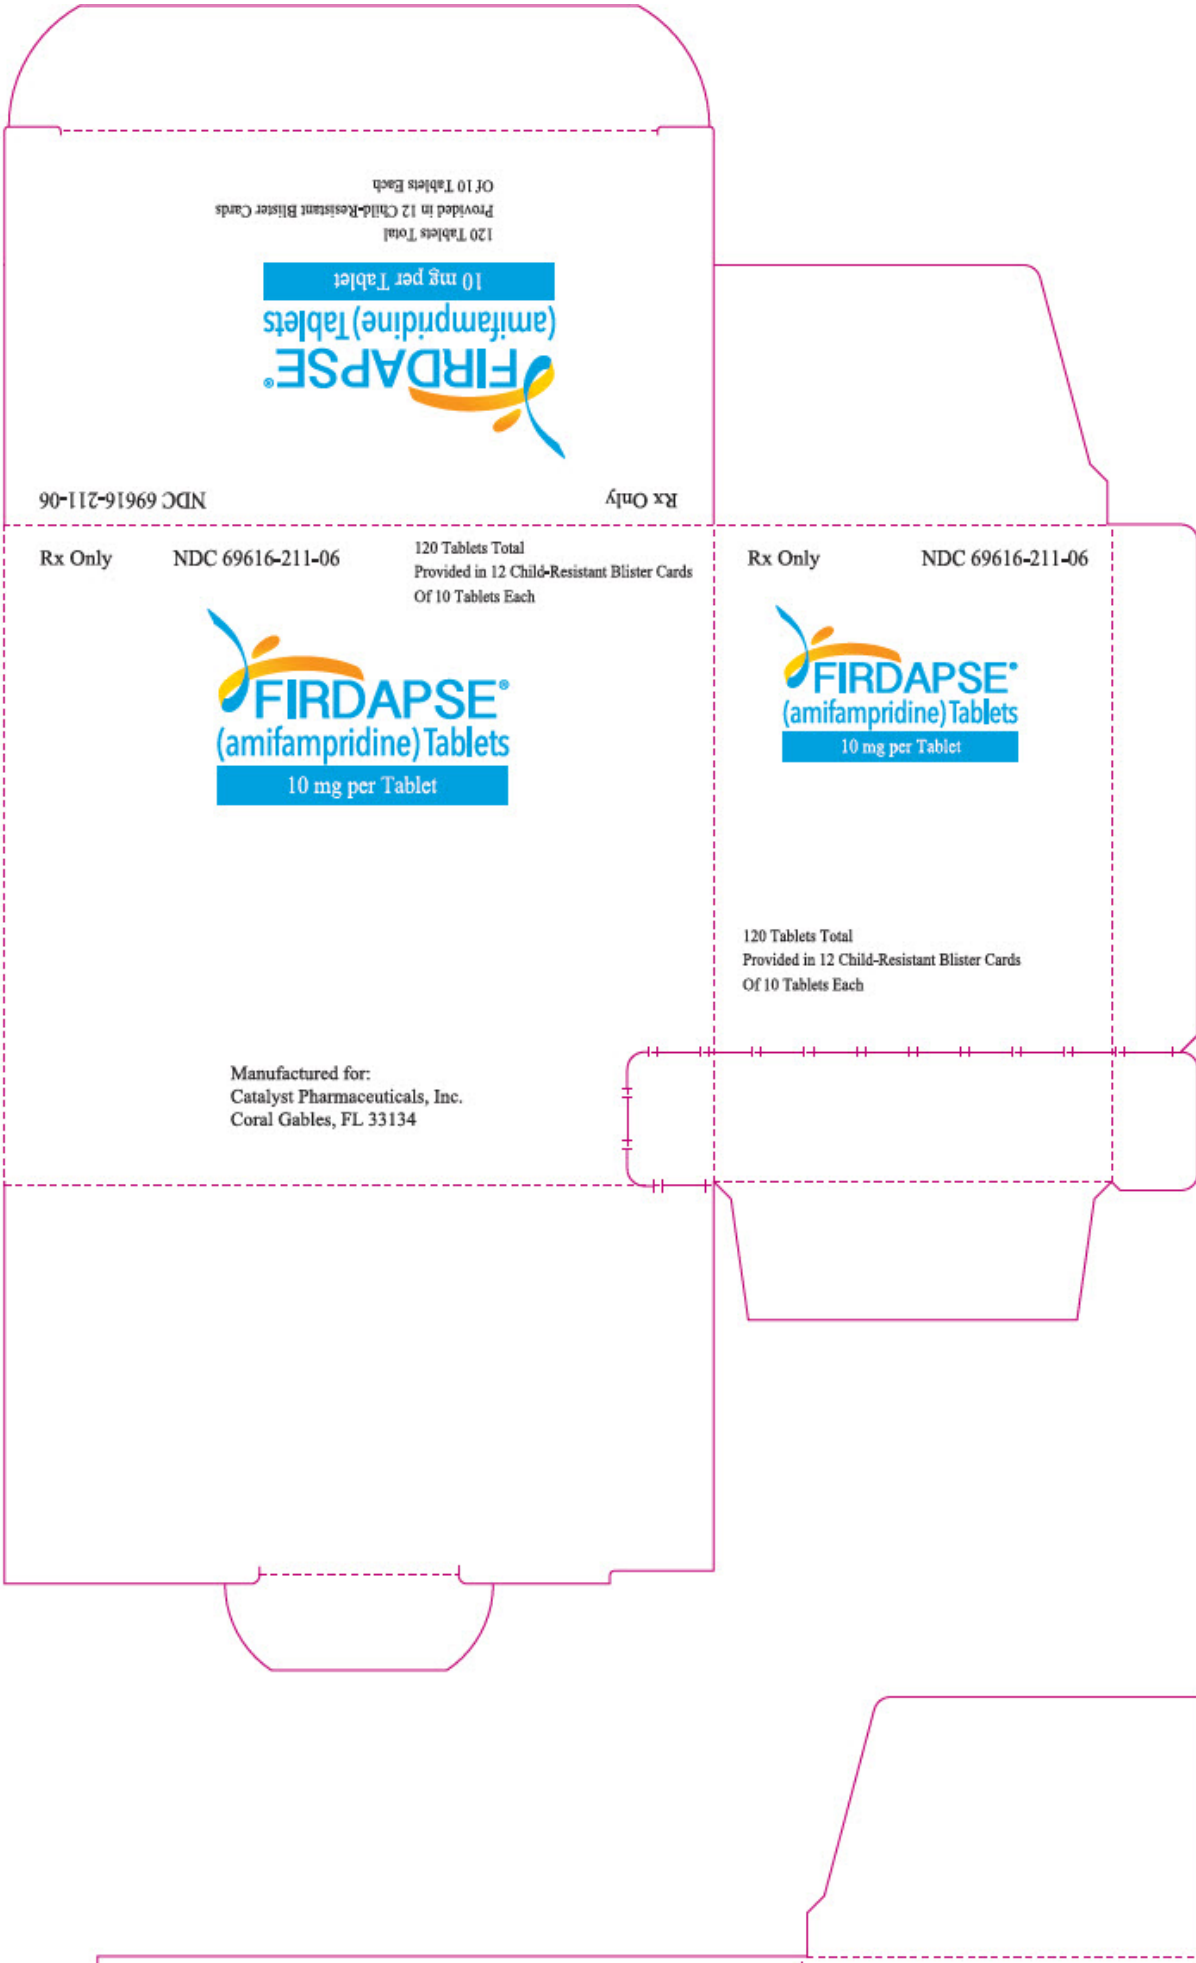 Of 10 Tablets Each
Provided in 12 Child-Resistant Blister Cards
120 Tablets Total
10 mg per Tablet
(amifampridine) Tablets
FIRDAPSE®
NDC 69616-211-06
Rx Only
Rx Only
NDC 69616-211-06
120 Tablets Total
Provided in 12 Child-Resistant Blister Cards
Of 10 Tablets Each
FIRDAPSE®
(amifampridine) Tablets
10 mg per Tablet
Manufactured for:
Catalyst Pharmaceuticals, Inc.
Coral Gables, FL 33134
Rx Only
NDC 69616-211-06
FIRDAPSE®
(amifampridine) Tablets
10 mg per Tablet
120 Tablets Total
Provided in 12 Child-Resistant Blister Cards
Of 10 Tablets Each